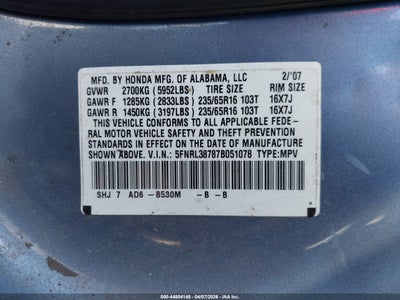 MFD. BY HONDA MFG. OF ALABAMA, LLC 2/'07
GVWR 2700KG (5952LBS) TIRE SIZE RIM SIZE
GAWR F 1285KG (2833LBS) 235/65R16 103T 16X7J
GAWR R 1450KG (3197LBS) 235/65R16 103T 16X7J
THIS VEHICLE CONFORMS TO ALL APPLICABLE FEDE-
RAL MOTOR VEHICLE SAFETY AND THEFT PREVENTION
STANDARDS IN EFFECT ON THE DATE OF MANUFACTURE
SHOWN ABOVE.
5FNRL38787B051078 TYPE:MPV
SHJ 7 AD6 -B530M -B -B
000-44804148 - 04/07/2026 - www.iaai.com